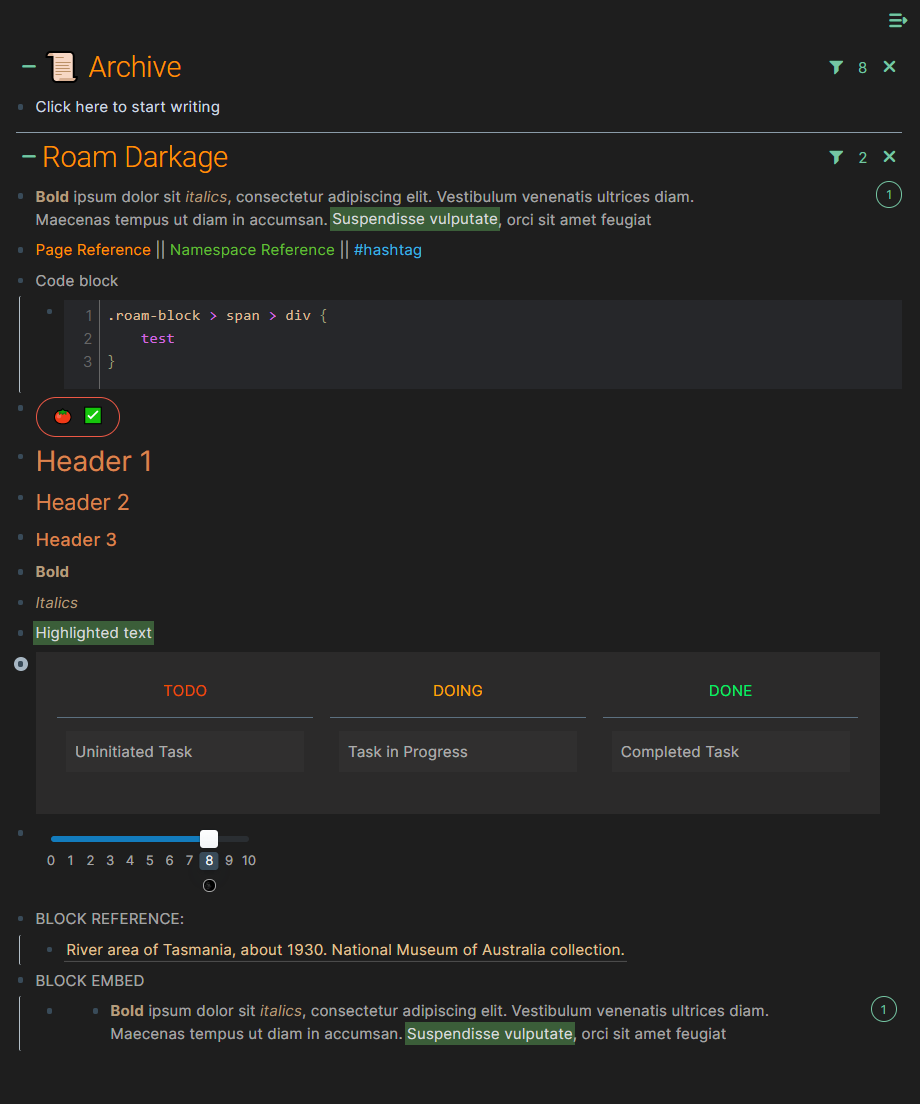 Archive
8
Click here to start writing
Roam Darkage
2
Bold ipsum dolor sit italics, consectetur adipiscing elit. Vestibulum venenatis ultrices diam.
1
Maecenas tempus ut diam in accumsan. Suspendisse vulputate, orci sit amet feugiat
Page Reference || Namespace Reference || #hashtag
Code block
1 .roam-block > span > div {
2 test
3 }
Header 1
Header 2
Header 3
Bold
Italics
Highlighted text
TODO DOING DONE
Uninitiated Task Task in Progress Completed Task
0 1 2 3 4 5 6 7 8 9 10
BLOCK REFERENCE:
River area of Tasmania, about 1930. National Museum of Australia collection.
BLOCK EMBED
Bold ipsum dolor sit italics, consectetur adipiscing elit. Vestibulum venenatis ultrices diam.
1
Maecenas tempus ut diam in accumsan. Suspendisse vulputate, orci sit amet feugiat